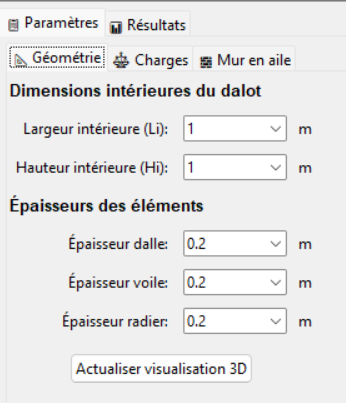 Paramètres Résultats
Géométrie Charges Mur en aile
Dimensions intérieures du dalot
Largeur intérieure (Li): 1 m
Hauteur intérieure (Hi): 1 m
Épaisseurs des éléments
Épaisseur dalle: 0.2 m
Épaisseur voile: 0.2 m
Épaisseur radier: 0.2 m
Actualiser visualisation 3D